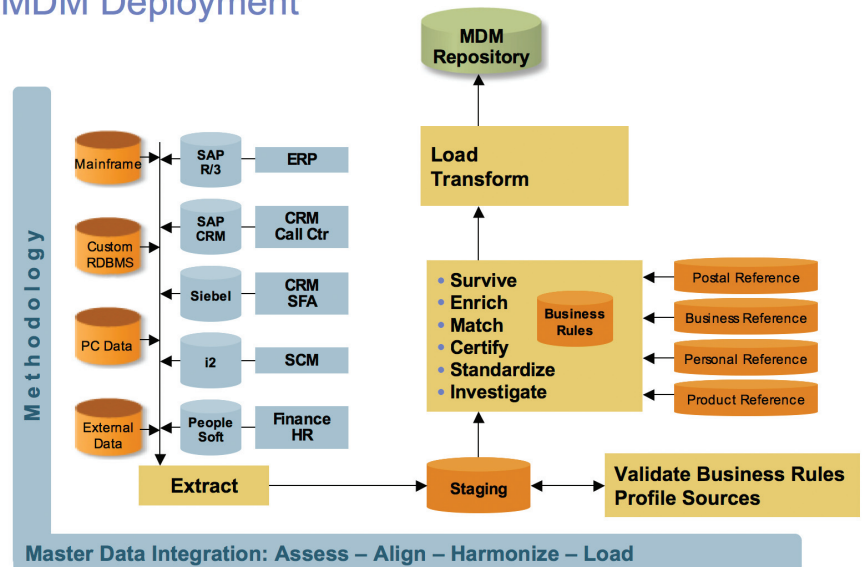 MDM Deployment
MDM
Repository
Methodology
Mainframe
SAP
R/3
ERP
Load
Transform
Custom
RDBMS
SAP
CRM
CRM
Call Ctr
Siebel
CRM
SFA
PC Data
i2
SCM
External
Data
People
Soft
Finance
HR
• Survive
• Enrich
• Match
• Certify
• Standardize
• Investigate
Business
Rules
Postal Reference
Business Reference
Personal Reference
Product Reference
Extract
Staging
Validate Business Rules
Profile Sources
Master Data Integration: Assess – Align – Harmonize – Load